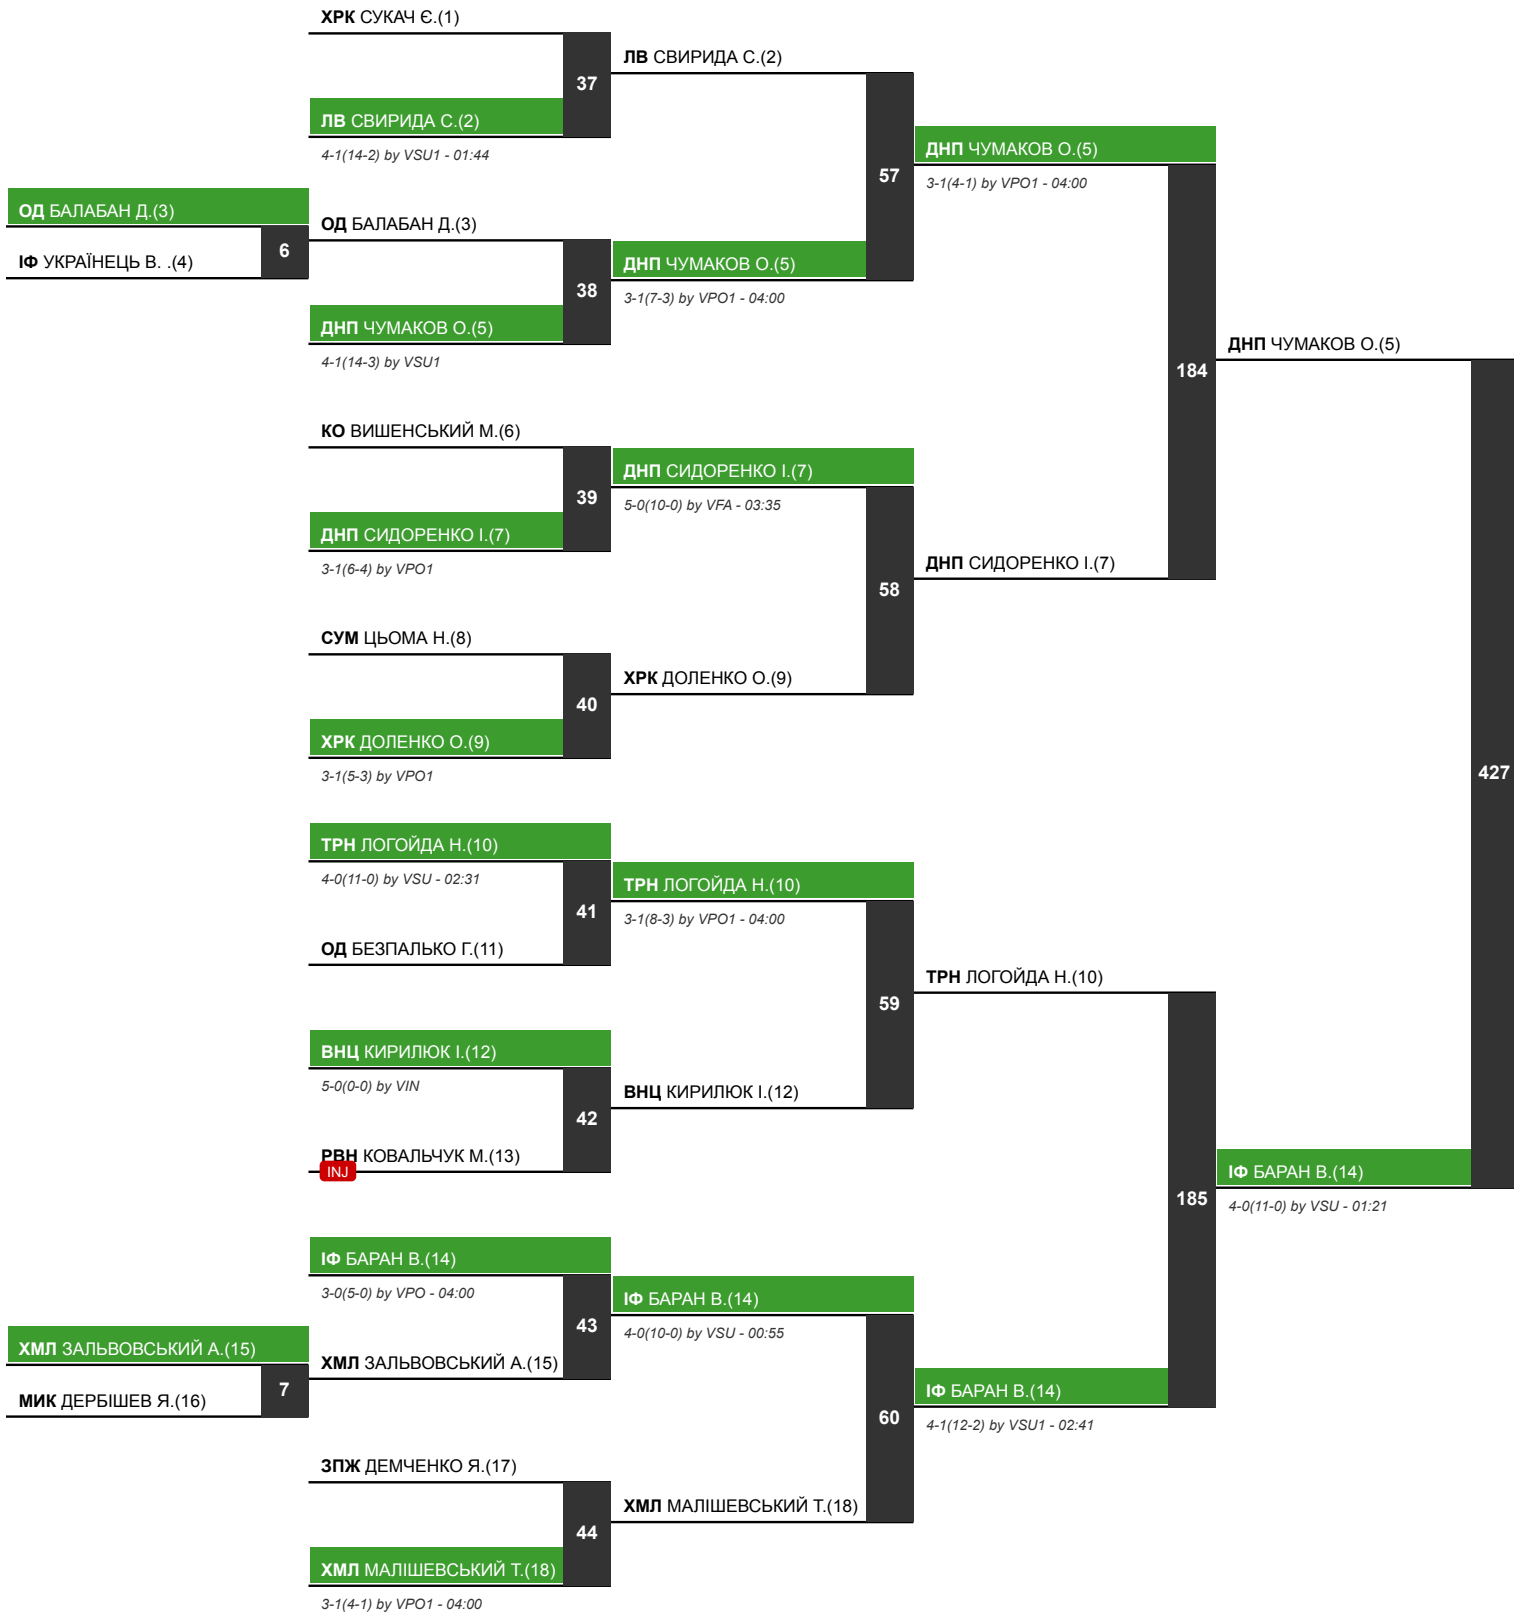 ХРК СУКАЧ Є.(1)
37
ЛВ СВИРИДА С.(2)
4-1(14-2) by VSU1 - 01:44
ОД БАЛАБАН Д.(3)
ІФ УКРАЇНЕЦЬ В. .(4)
6
ОД БАЛАБАН Д.(3)
38
ДНП ЧУМАКОВ О.(5)
4-1(14-3) by VSU1
ЛВ СВИРИДА С.(2)
57
ДНП ЧУМАКОВ О.(5)
3-1(7-3) by VPO1 - 04:00
КО ВИШЕНСЬКИЙ М.(6)
39
ДНП СИДОРЕНКО І.(7)
3-1(6-4) by VPO1
СУМ ЦЬОМА Н.(8)
40
ХРК ДОЛЕНКО О.(9)
3-1(5-3) by VPO1
ДНП СИДОРЕНКО І.(7)
5-0(10-0) by VFA - 03:35
58
ХРК ДОЛЕНКО О.(9)
ДНП ЧУМАКОВ О.(5)
3-1(4-1) by VPO1 - 04:00
184
ДНП СИДОРЕНКО І.(7)
ТРН ЛОГОЙДА Н.(10)
4-0(11-0) by VSU - 02:31
41
ОД БЕЗПАЛЬКО Г.(11)
ВНЦ КИРИЛЮК І.(12)
5-0(0-0) by VIN
42
РВН КОВАЛЬЧУК М.(13)
INJ
ТРН ЛОГОЙДА Н.(10)
3-1(8-3) by VPO1 - 04:00
59
ВНЦ КИРИЛЮК І.(12)
ХМЛ ЗАЛЬВОВСЬКИЙ А.(15)
МИК ДЕРБІШЕВ Я.(16)
7
ІФ БАРАН В.(14)
3-0(5-0) by VPO - 04:00
43
ХМЛ ЗАЛЬВОВСЬКИЙ А.(15)
ЗПЖ ДЕМЧЕНКО Я.(17)
44
ХМЛ МАЛІШЕВСЬКИЙ Т.(18)
3-1(4-1) by VPO1 - 04:00
ІФ БАРАН В.(14)
4-0(10-0) by VSU - 00:55
60
ХМЛ МАЛІШЕВСЬКИЙ Т.(18)
ТРН ЛОГОЙДА Н.(10)
185
ІФ БАРАН В.(14)
4-1(12-2) by VSU1 - 02:41
ДНП ЧУМАКОВ О.(5)
427
ІФ БАРАН В.(14)
4-0(11-0) by VSU - 01:21